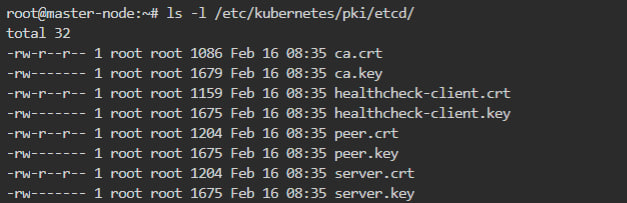 root@master-node:~# ls -l /etc/kubernetes/pki/etcd/
total 32
-rw-r--r-- 1 root root 1086 Feb 16 08:35 ca.crt
-rw------- 1 root root 1679 Feb 16 08:35 ca.key
-rw-r--r-- 1 root root 1159 Feb 16 08:35 healthcheck-client.crt
-rw------- 1 root root 1675 Feb 16 08:35 healthcheck-client.key
-rw-r--r-- 1 root root 1204 Feb 16 08:35 peer.crt
-rw------- 1 root root 1675 Feb 16 08:35 peer.key
-rw-r--r-- 1 root root 1204 Feb 16 08:35 server.crt
-rw------- 1 root root 1675 Feb 16 08:35 server.key